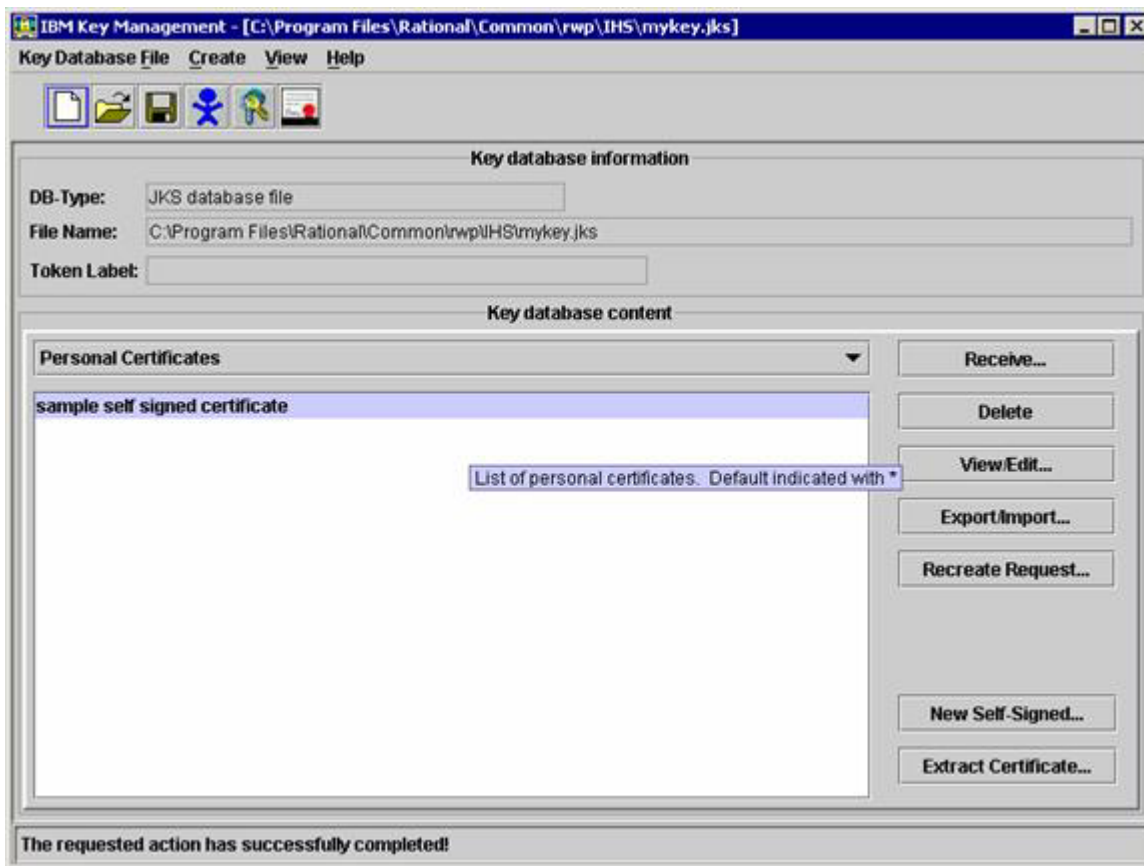 IBM Key Management - [C:\Program Files\Rational\Common\rwp\IHS\mykey.jks]
Key Database File Create View Help
Key database information
DB-Type: JKS database file
File Name: C:\Program Files\Rational\Common\rwp\IHS\mykey.jks
Token Label:
Key database content
Personal Certificates
Receive...
sample self signed certificate
Delete
List of personal certificates. Default indicated with *
View/Edit...
Export/Import...
Recreate Request...
New Self-Signed...
Extract Certificate...
The requested action has successfully completed!